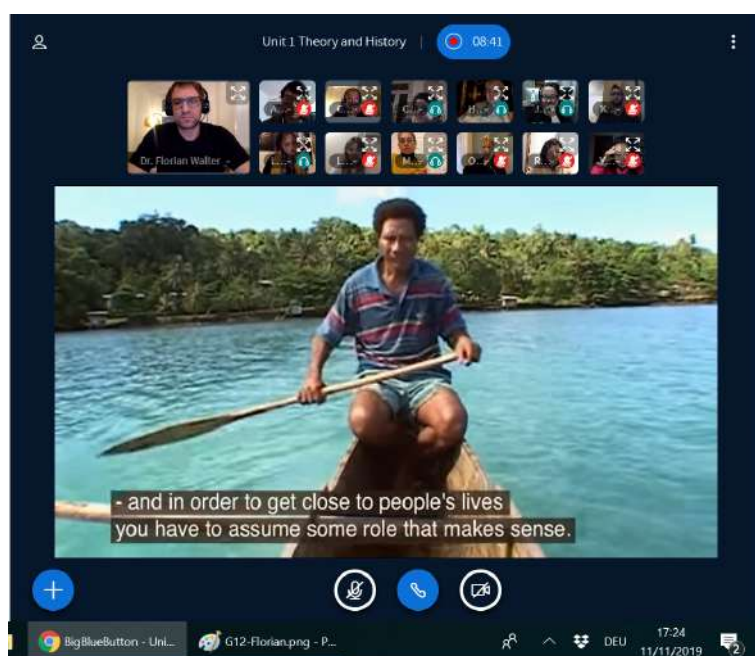 Unit 1 Theory and History
08:41
Dr. Florian Walter
A...
C...
C...
J...
K...
L...
L...
M...
O...
R...
Y...
- and in order to get close to people's lives
you have to assume some role that makes sense.
BigBlueButton - Uni...
G12-Florian.png - P...
DEU
17:24
11/11/2019
2